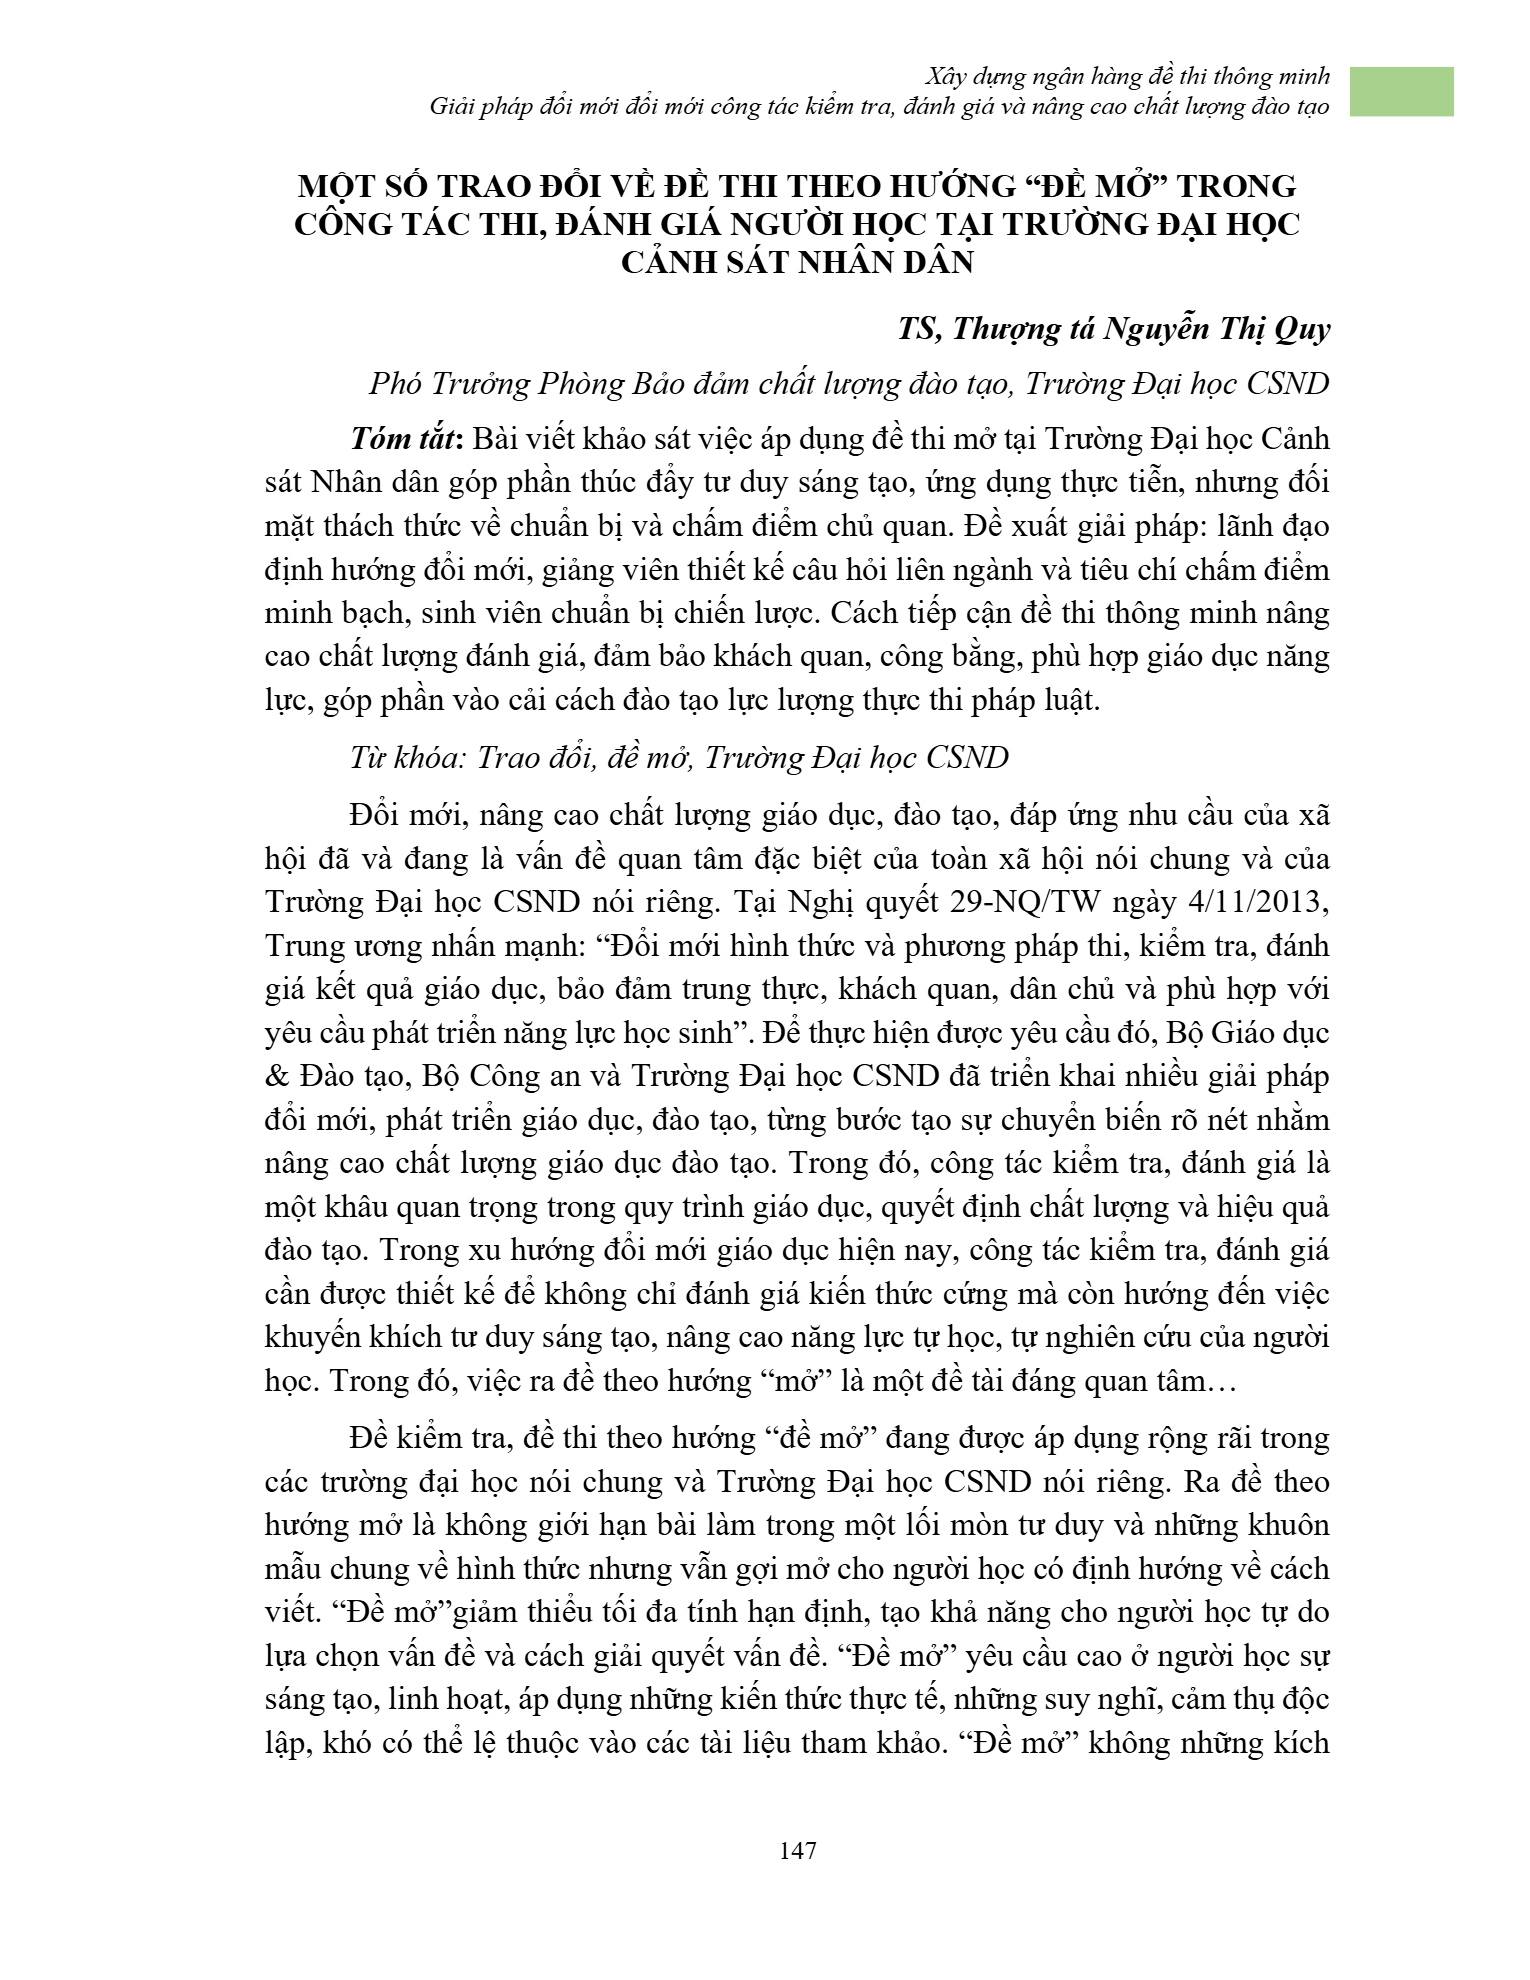 Xây dựng ngân hàng đề thi thông minh
Giải pháp đổi mới đổi mới công tác kiểm tra, đánh giá và nâng cao chất lượng đào tạo
MỘT SỐ TRAO ĐỔI VỀ ĐỀ THI THEO HƯỚNG “ĐỀ MỞ” TRONG
CÔNG TÁC THI, ĐÁNH GIÁ NGƯỜI HỌC TẠI TRƯỜNG ĐẠI HỌC
CẢNH SÁT NHÂN DÂN
TS, Thượng tá Nguyễn Thị Quy
Phó Trưởng Phòng Bảo đảm chất lượng đào tạo, Trường Đại học CSND
Tóm tắt: Bài viết khảo sát việc áp dụng đề thi mở tại Trường Đại học Cảnh
sát Nhân dân góp phần thúc đẩy tư duy sáng tạo, ứng dụng thực tiễn, nhưng đối
mặt thách thức về chuẩn bị và chấm điểm chủ quan. Đề xuất giải pháp: lãnh đạo
định hướng đổi mới, giảng viên thiết kế câu hỏi liên ngành và tiêu chí chấm điểm
minh bạch, sinh viên chuẩn bị chiến lược. Cách tiếp cận đề thi thông minh nâng
cao chất lượng đánh giá, đảm bảo khách quan, công bằng, phù hợp giáo dục năng
lực, góp phần vào cải cách đào tạo lực lượng thực thi pháp luật.
Từ khóa: Trao đổi, đề mở, Trường Đại học CSND
Đổi mới, nâng cao chất lượng giáo dục, đào tạo, đáp ứng nhu cầu của xã
hội đã và đang là vấn đề quan tâm đặc biệt của toàn xã hội nói chung và của
Trường Đại học CSND nói riêng. Tại Nghị quyết 29-NQ/TW ngày 4/11/2013,
Trung ương nhấn mạnh: “Đổi mới hình thức và phương pháp thi, kiểm tra, đánh
giá kết quả giáo dục, bảo đảm trung thực, khách quan, dân chủ và phù hợp với
yêu cầu phát triển năng lực học sinh”. Để thực hiện được yêu cầu đó, Bộ Giáo dục
& Đào tạo, Bộ Công an và Trường Đại học CSND đã triển khai nhiều giải pháp
đổi mới, phát triển giáo dục, đào tạo, từng bước tạo sự chuyển biến rõ nét nhằm
nâng cao chất lượng giáo dục đào tạo. Trong đó, công tác kiểm tra, đánh giá là
một khâu quan trọng trong quy trình giáo dục, quyết định chất lượng và hiệu quả
đào tạo. Trong xu hướng đổi mới giáo dục hiện nay, công tác kiểm tra, đánh giá
cần được thiết kế để không chỉ đánh giá kiến thức cứng mà còn hướng đến việc
khuyến khích tư duy sáng tạo, nâng cao năng lực tự học, tự nghiên cứu của người
học. Trong đó, việc ra đề theo hướng “mở” là một đề tài đáng quan tâm…
Đề kiểm tra, đề thi theo hướng “đề mở” đang được áp dụng rộng rãi trong
các trường đại học nói chung và Trường Đại học CSND nói riêng. Ra đề theo
hướng mở là không giới hạn bài làm trong một lối mòn tư duy và những khuôn
mẫu chung về hình thức nhưng vẫn gợi mở cho người học có định hướng về cách
viết. “Đề mở”giảm thiểu tối đa tính hạn định, tạo khả năng cho người học tự do
lựa chọn vấn đề và cách giải quyết vấn đề. “Đề mở” yêu cầu cao ở người học sự
sáng tạo, linh hoạt, áp dụng những kiến thức thực tế, những suy nghĩ, cảm thụ độc
lập, khó có thể lệ thuộc vào các tài liệu tham khảo. “Đề mở” không những kích
147